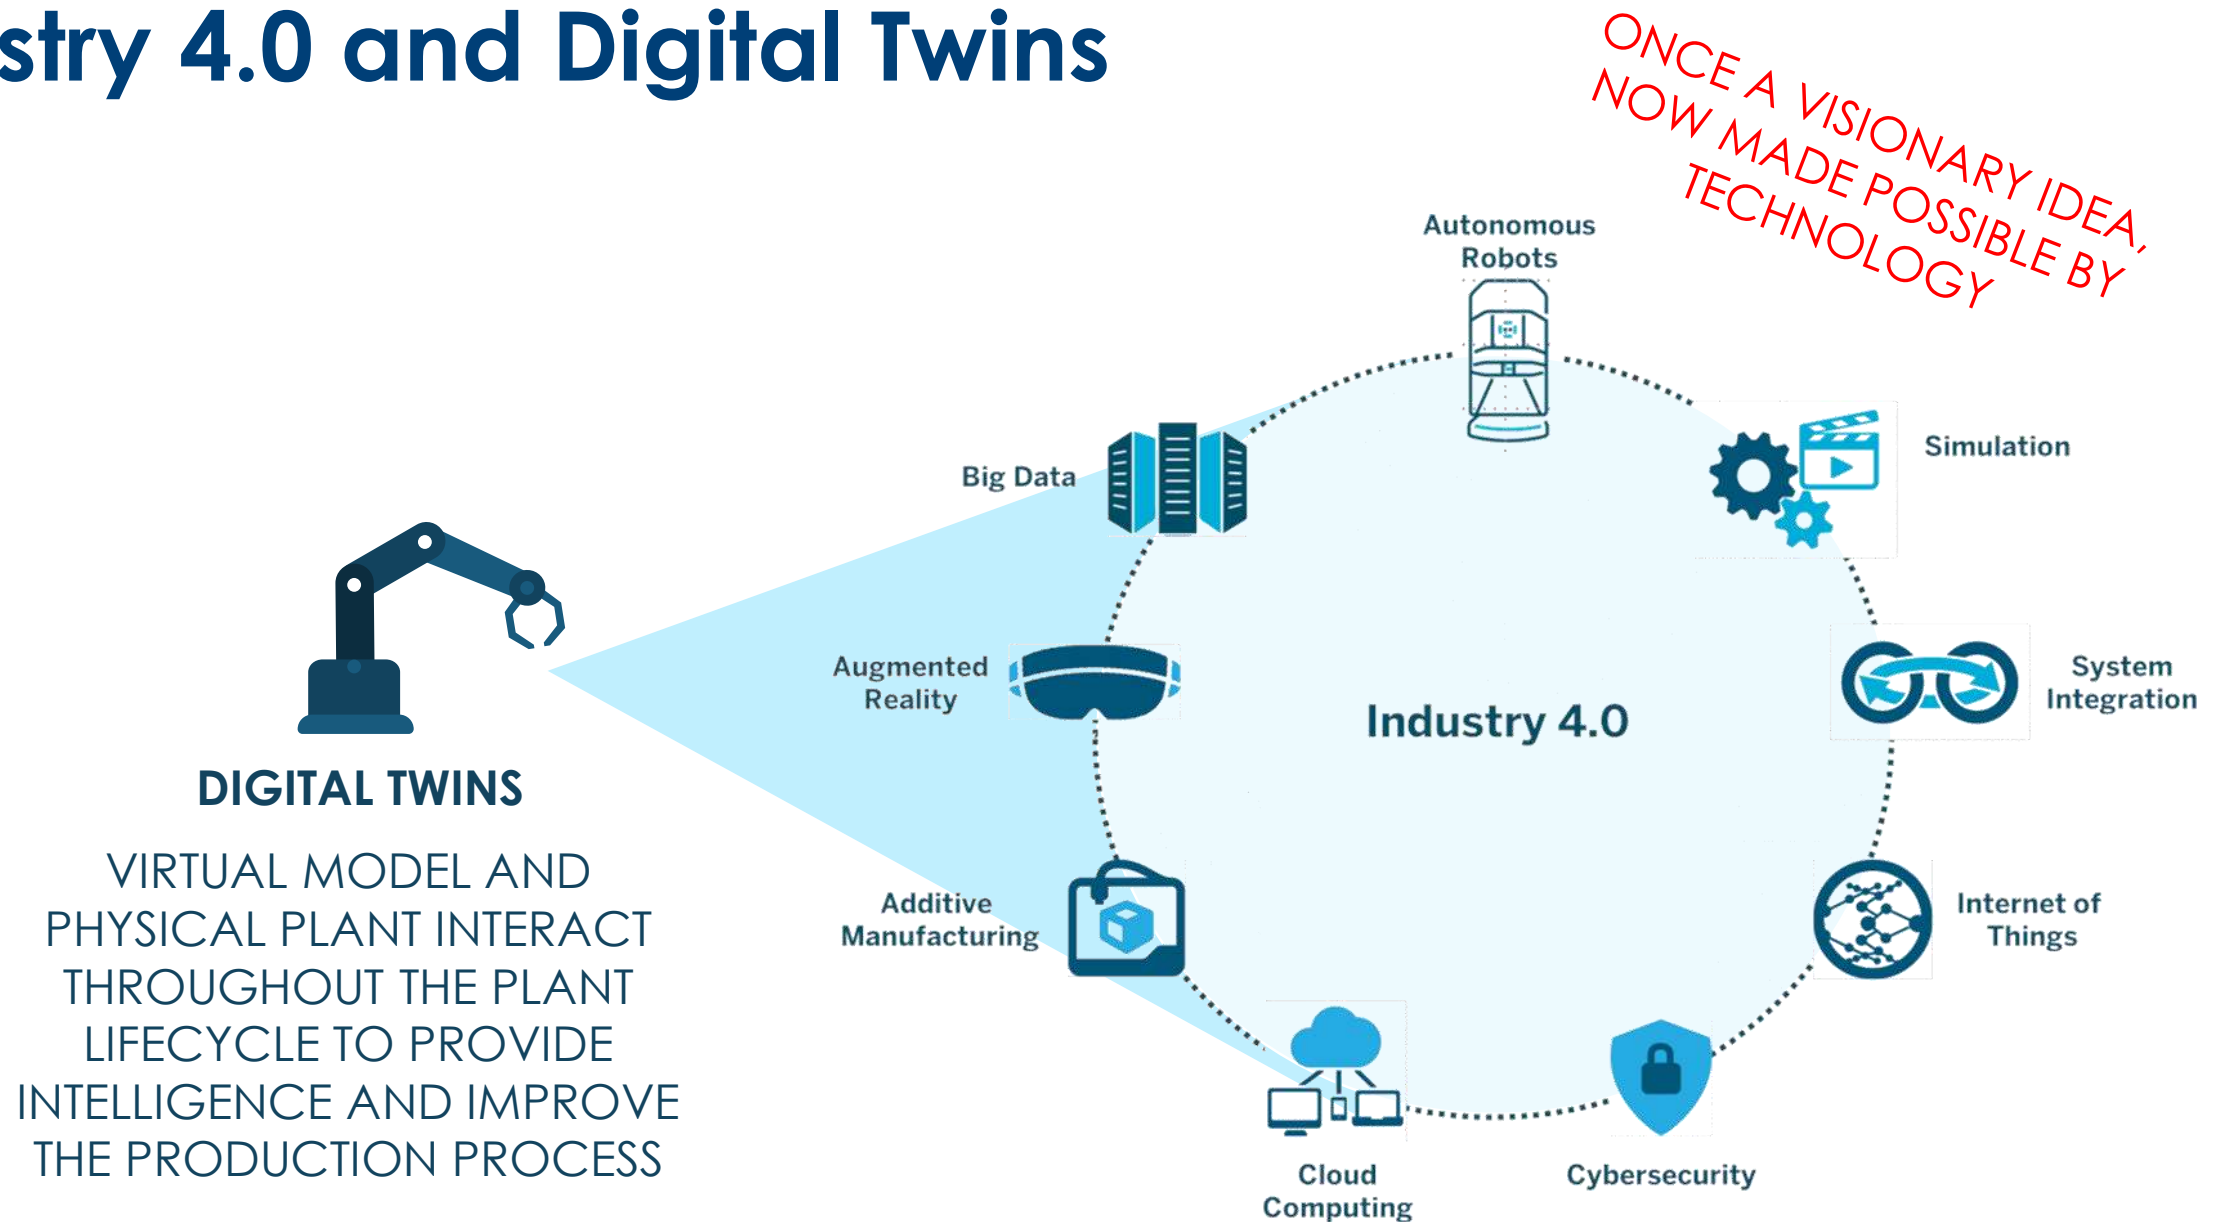 stry 4.0 and Digital Twins
ONCE A VISIONARY IDEA,
NOW MADE POSSIBLE BY
TECHNOLOGY
Autonomous
Robots
Simulation
Big Data
System
Integration
Augmented
Reality
Industry 4.0
DIGITAL TWINS
VIRTUAL MODEL AND
PHYSICAL PLANT INTERACT
THROUGHOUT THE PLANT
LIFECYCLE TO PROVIDE
INTELLIGENCE AND IMPROVE
THE PRODUCTION PROCESS
Additive
Manufacturing
Internet of
Things
Cloud
Computing
Cybersecurity